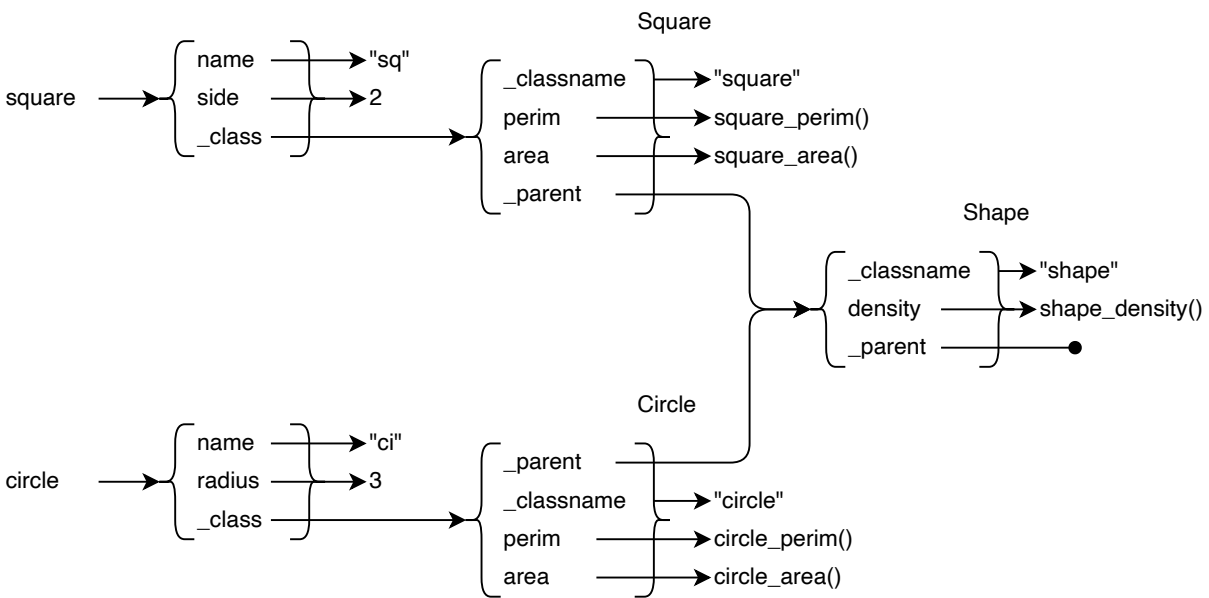 Square
name "sq"
side 2
_class
square
_classname "square"
perim square_perim()
area square_area()
_parent
Shape
_classname "shape"
density shape_density()
_parent
Circle
name "ci"
radius 3
_class
circle
_parent
_classname "circle"
perim circle_perim()
area circle_area()